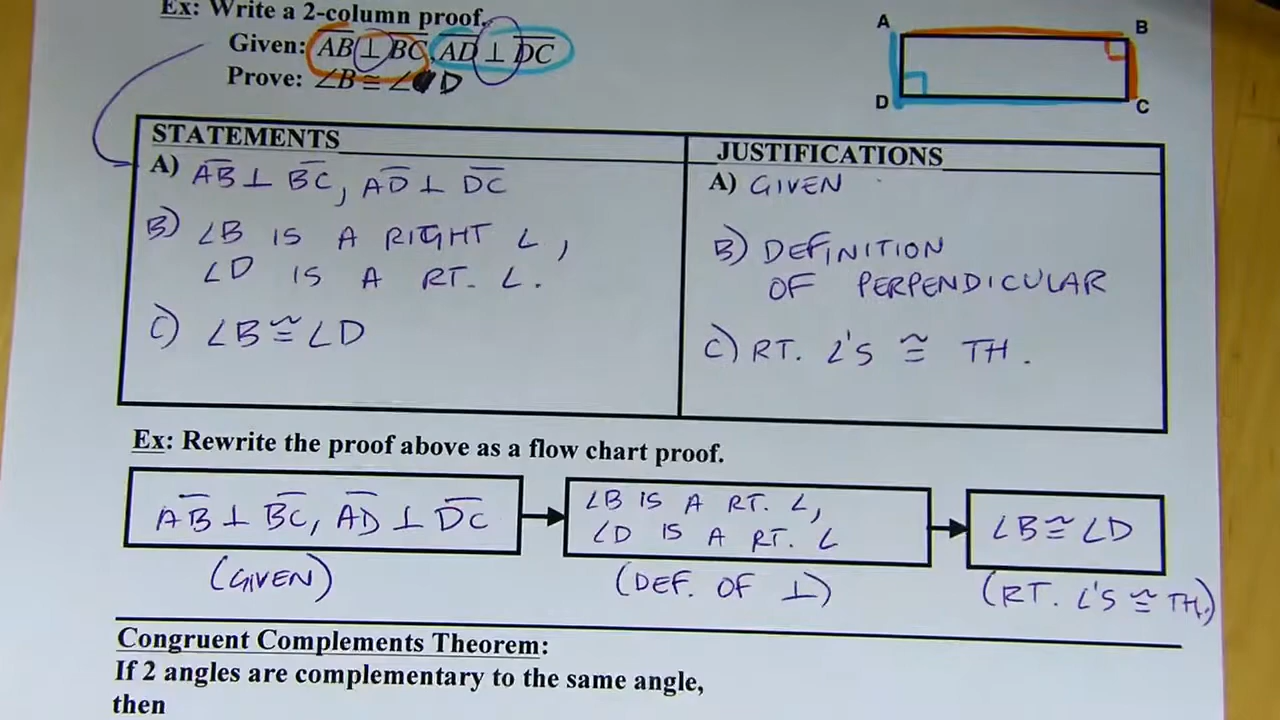 Ex: Write a 2-column proof.
Given: AB ⊥ BC, AD ⊥ DC
Prove: ∠B ≅ ∠D
A
B
D
C
STATEMENTS
JUSTIFICATIONS
A) AB ⊥ BC, AD ⊥ DC
A) GIVEN
B) ∠B IS A RIGHT ∠,
∠D IS A RT. ∠.
B) DEFINITION
OF PERPENDICULAR
C) ∠B ≅ ∠D
C) RT. ∠'S ≅ TH.
Ex: Rewrite the proof above as a flow chart proof.
AB ⊥ BC, AD ⊥ DC
(GIVEN)
∠B IS A RT. ∠,
∠D IS A RT. ∠
(DEF. OF ⊥)
∠B ≅ ∠D
(RT. ∠'S ≅ TH.)
Congruent Complements Theorem:
If 2 angles are complementary to the same angle,
then